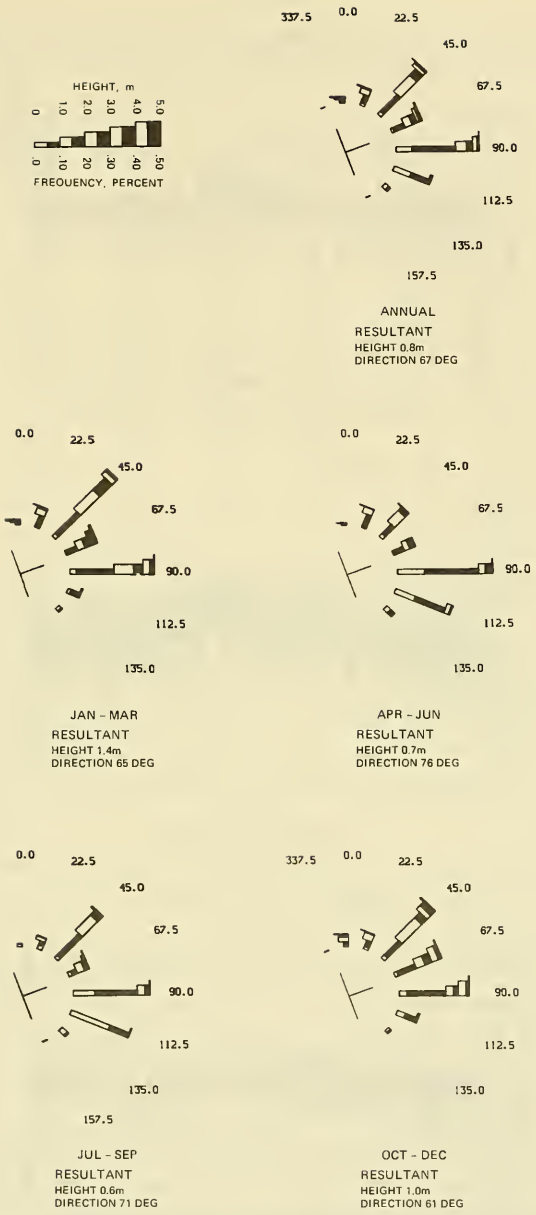 337.5 0.0 22.5
45.0
67.5
90.0
112.5
135.0
157.5
HEIGHT, m
0 1.0 2.0 3.0 4.0 5.0
.0 .10 .20 .30 .40 .50
FREQUENCY, PERCENT
ANNUAL
RESULTANT
HEIGHT 0.8m
DIRECTION 67 DEG
0.0 22.5
45.0
67.5
90.0
112.5
135.0
JAN – MAR
RESULTANT
HEIGHT 1.4m
DIRECTION 65 DEG
0.0 22.5
45.0
67.5
90.0
112.5
135.0
APR – JUN
RESULTANT
HEIGHT 0.7m
DIRECTION 76 DEG
0.0 22.5
45.0
67.5
90.0
112.5
135.0
157.5
JUL – SEP
RESULTANT
HEIGHT 0.6m
DIRECTION 71 DEG
337.5 0.0 22.5
45.0
67.5
90.0
112.5
135.0
OCT – DEC
RESULTANT
HEIGHT 1.0m
DIRECTION 61 DEG